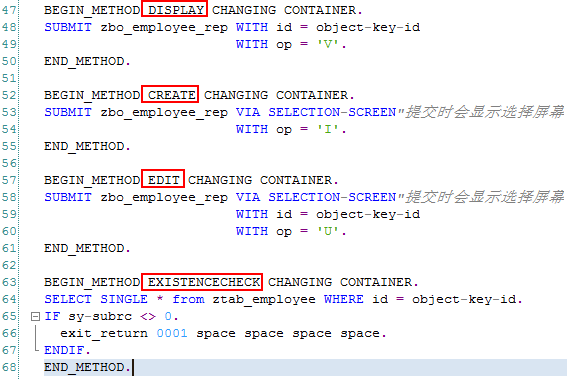 47 BEGIN_METHOD DISPLAY CHANGING CONTAINER.
48 SUBMIT zbo_employee_rep WITH id = object-key-id
49 WITH op = 'V'.
50 END_METHOD.
51
52 BEGIN_METHOD CREATE CHANGING CONTAINER.
53 SUBMIT zbo_employee_rep VIA SELECTION-SCREEN"提交时会显示选择屏幕
54 WITH op = 'I'.
55 END_METHOD.
56
57 BEGIN_METHOD EDIT CHANGING CONTAINER.
58 SUBMIT zbo_employee_rep VIA SELECTION-SCREEN"提交时会显示选择屏幕
59 WITH id = object-key-id
60 WITH op = 'U'.
61 END_METHOD.
62
63 BEGIN_METHOD EXISTENCECHECK CHANGING CONTAINER.
64 SELECT SINGLE * from ztab_employee WHERE id = object-key-id.
65 IF sy-subrc <> 0.
66 exit_return 0001 space space space space.
67 ENDIF.
68 END_METHOD.